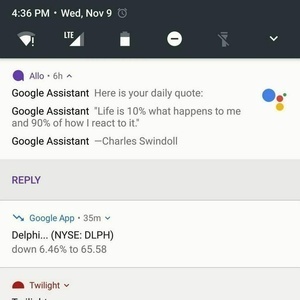 4:36 PM • Wed, Nov 9
LTE
Allo • 6h
Google Assistant Here is your daily quote:
Google Assistant "Life is 10% what happens to me
and 90% of how I react to it."
Google Assistant —Charles Swindoll
REPLY
Google App • 35m
Delphi... (NYSE: DLPH)
down 6.46% to 65.58
Twilight